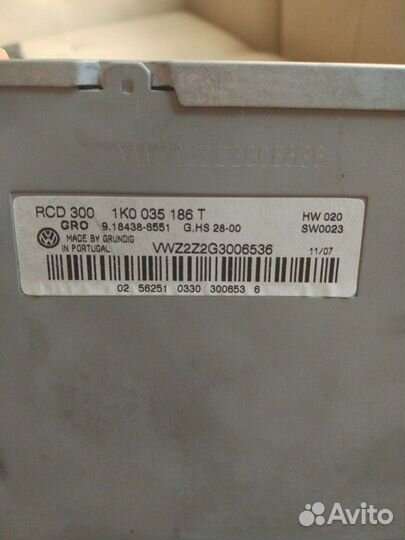 VWZ2Z2G3006536
RCD 300 1K0 035 186 T HW 020
GRO 9.18438-6551 G.HS 28-00 SW0023
MADE BY GRUNDIG
IN PORTUGAL
VWZ2Z2G3006536 11/07
02 56251 0330 300653 6
Avito